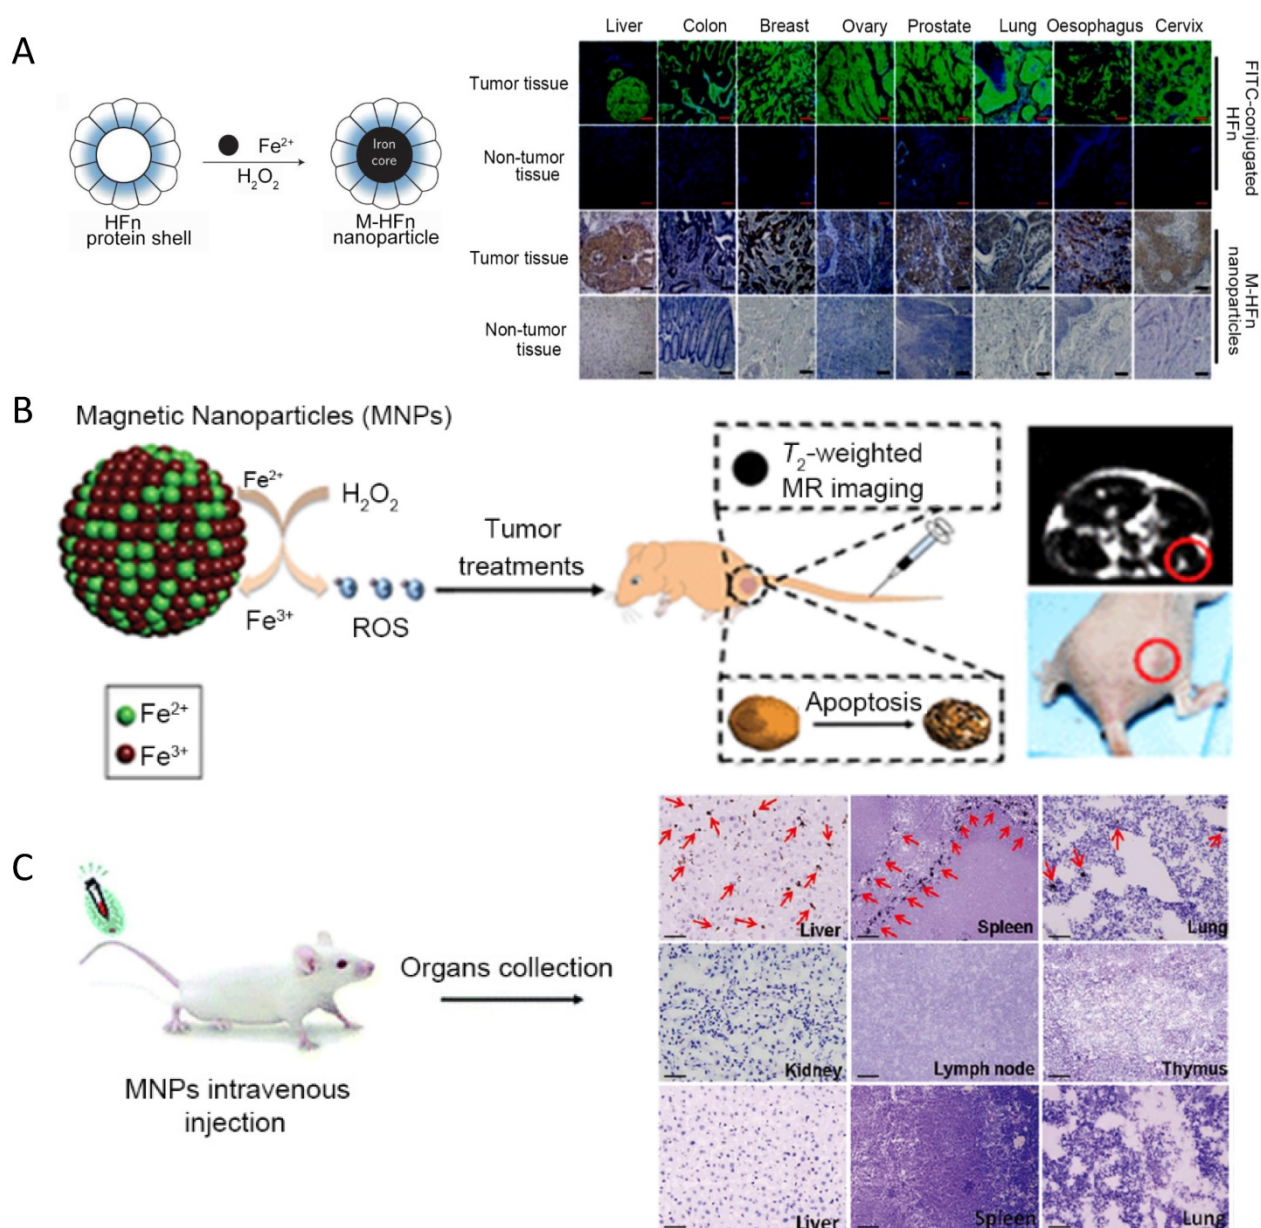 A
Liver Colon Breast Ovary Prostate Lung Oesophagus Cervix
Tumor tissue
Non-tumor
tissue
FITC-conjugated
HFn
Tumor tissue
Non-tumor
tissue
M-HFn
nanoparticles
Fe²⁺
H₂O₂
Iron
core
HFn
protein shell
M-HFn
nanoparticle
B
Magnetic Nanoparticles (MNPs)
Fe²⁺
H₂O₂
Fe³⁺
ROS
Fe²⁺
Fe³⁺
Tumor
treatments
T₂-weighted
MR imaging
Apoptosis
C
MNPs intravenous
injection
Organs collection
Liver Spleen Lung
Kidney Lymph node Thymus
Liver Spleen Lung